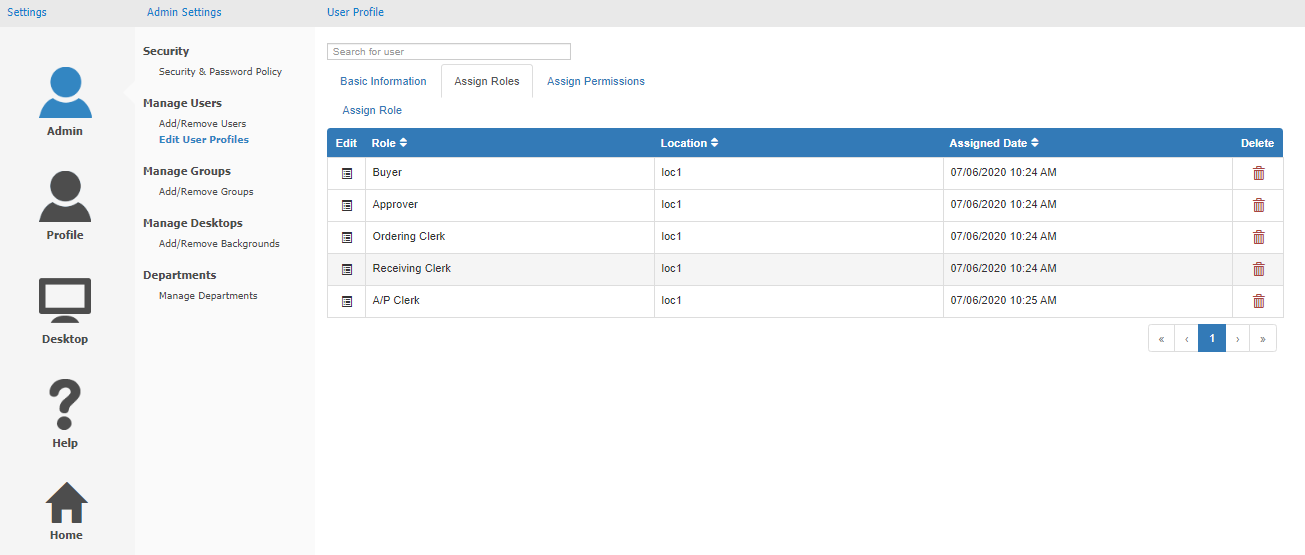 Settings
Admin Settings
User Profile
Admin
Profile
Desktop
Help
Home
Security
Security & Password Policy
Manage Users
Add/Remove Users
Edit User Profiles
Manage Groups
Add/Remove Groups
Manage Desktops
Add/Remove Backgrounds
Departments
Manage Departments
Search for user
Basic Information Assign Roles Assign Permissions
Assign Role
Edit Role Location Assigned Date Delete
Buyer loc1 07/06/2020 10:24 AM
Approver loc1 07/06/2020 10:24 AM
Ordering Clerk loc1 07/06/2020 10:24 AM
Receiving Clerk loc1 07/06/2020 10:24 AM
A/P Clerk loc1 07/06/2020 10:25 AM
« ‹ 1 › »